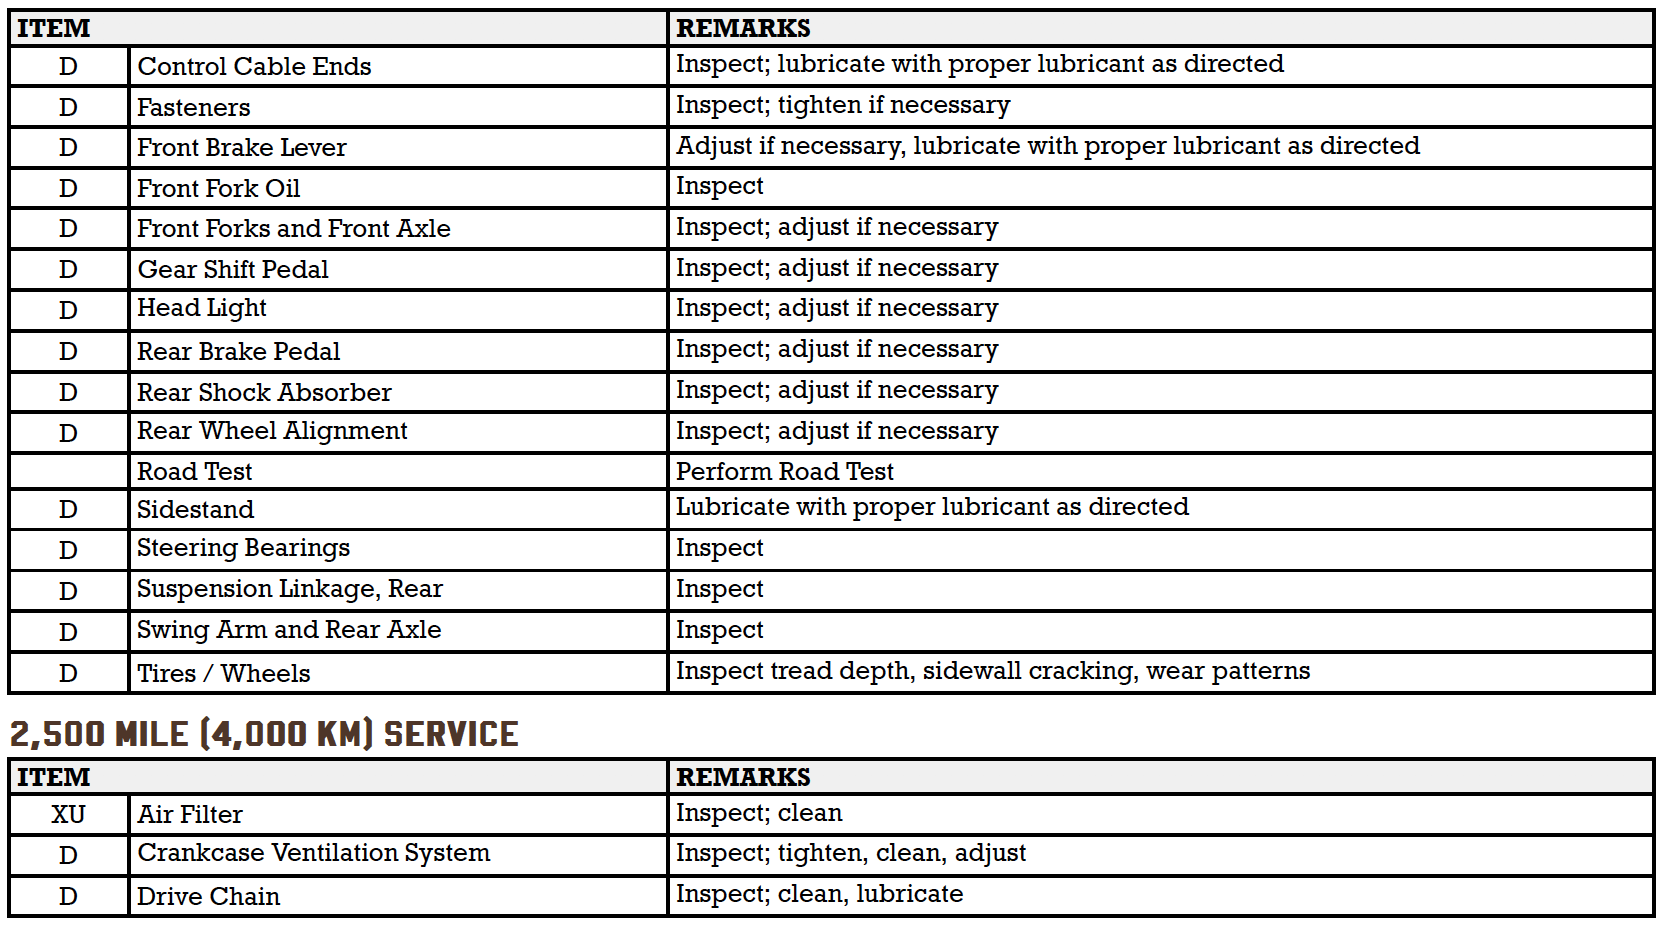 ITEM REMARKS
D Control Cable Ends Inspect; lubricate with proper lubricant as directed
D Fasteners Inspect; tighten if necessary
D Front Brake Lever Adjust if necessary, lubricate with proper lubricant as directed
D Front Fork Oil Inspect
D Front Forks and Front Axle Inspect; adjust if necessary
D Gear Shift Pedal Inspect; adjust if necessary
D Head Light Inspect; adjust if necessary
D Rear Brake Pedal Inspect; adjust if necessary
D Rear Shock Absorber Inspect; adjust if necessary
D Rear Wheel Alignment Inspect; adjust if necessary
Road Test Perform Road Test
D Sidestand Lubricate with proper lubricant as directed
D Steering Bearings Inspect
D Suspension Linkage, Rear Inspect
D Swing Arm and Rear Axle Inspect
D Tires / Wheels Inspect tread depth, sidewall cracking, wear patterns
2,500 MILE (4,000 KM) SERVICE
ITEM REMARKS
XU Air Filter Inspect; clean
D Crankcase Ventilation System Inspect; tighten, clean, adjust
D Drive Chain Inspect; clean, lubricate